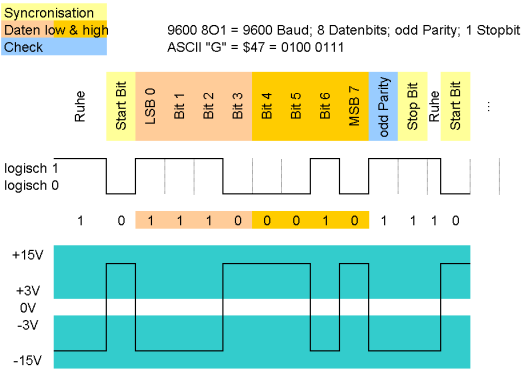 Syncronisation
Daten low & high
Check
9600 8O1 = 9600 Baud; 8 Datenbits; odd Parity; 1 Stopbit
ASCII "G" = $47 = 0100 0111
Ruhe
Start Bit
LSB 0
Bit 1
Bit 2
Bit 3
Bit 4
Bit 5
Bit 6
MSB 7
odd Parity
Stop Bit
Ruhe
Start Bit
...
logisch 1
logisch 0
1 0 1 1 1 0 0 0 1 0 1 1 1 0
+15V
+3V
0V
-3V
-15V